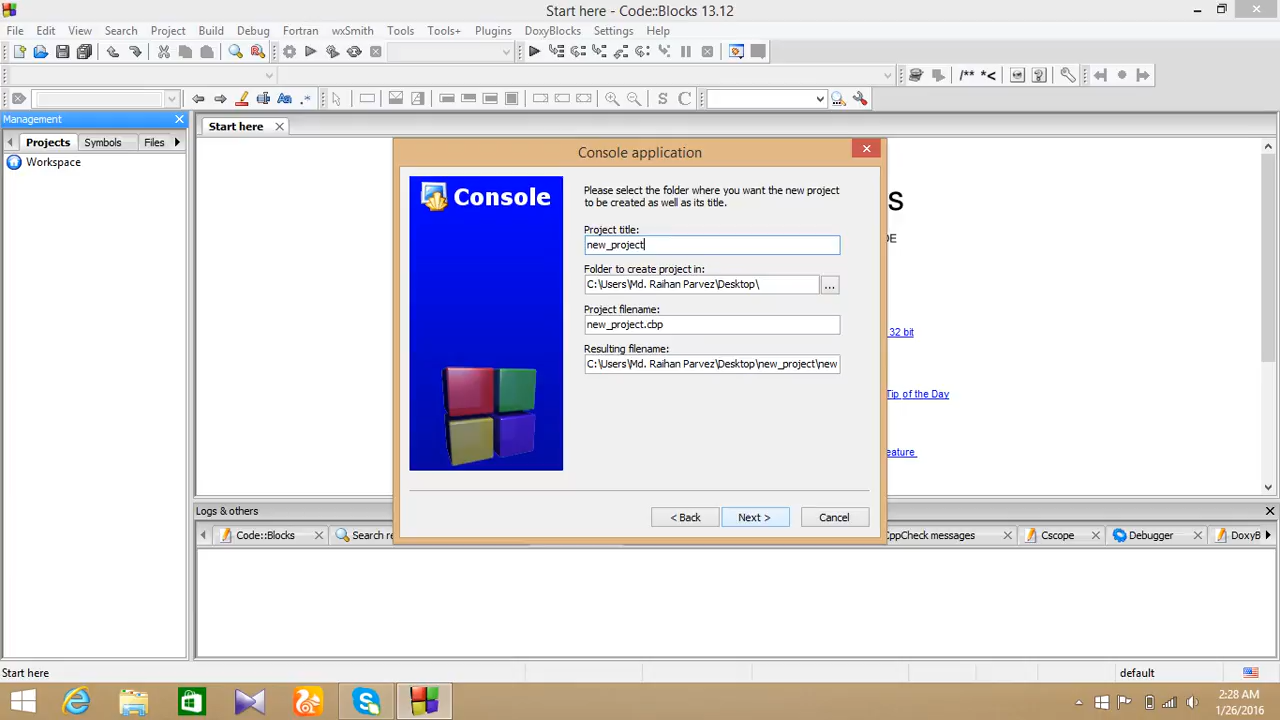 Start here - Code::Blocks 13.12
File Edit View Search Project Build Debug Fortran wxSmith Tools Tools+ Plugins DoxyBlocks Settings Help
/** *<
Aa .*
S C
Management
Projects Symbols Files
Workspace
Start here
Console application
Console
Please select the folder where you want the new project
to be created as well as its title.
Project title:
new_project
Folder to create project in:
C:\Users\Md. Raihan Parvez\Desktop\
...
Project filename:
new_project.cbp
Resulting filename:
C:\Users\Md. Raihan Parvez\Desktop\new_project\new
< Back Next > Cancel
S
DE
32 bit
Tip of the Day
eature
Logs & others
Code::Blocks Search re CppCheck messages Cscope Debugger DoxyB
Start here default
2:28 AM
1/26/2016